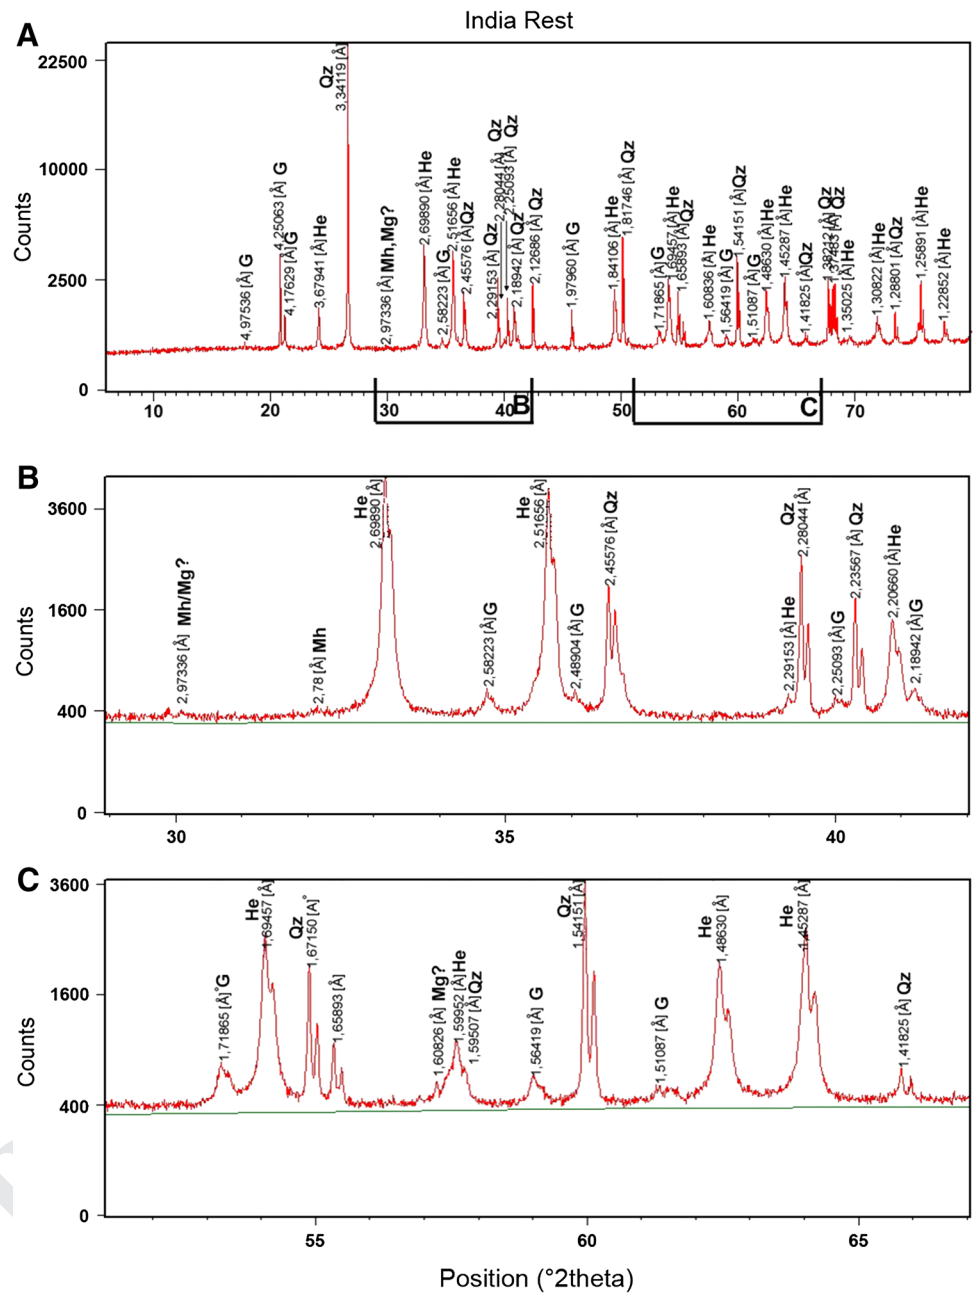 India Rest
A
Counts
22500
10000
2500
0
4,97536 [Å] G
4,25063 [Å] G
4,17629 [Å] G
3,67941 [Å] He
Qz
3,34119 [Å]
2,97336 [Å] Mh,Mg?
2,69890 [Å] He
2,58223 [Å] G
2,51656 [Å] He
2,45576 [Å] Qz
2,29153 [Å] Qz
2,28044 [Å] Qz
2,25093 [Å] Qz
2,18942 [Å] Qz
2,12686 [Å] Qz
1,97960 [Å] G
1,84106 [Å] He
1,81746 [Å] Qz
1,71865 [Å] G
1,69457 [Å] He
1,65893 [Å] Qz
1,60836 [Å] He
1,56419 [Å] G
1,54151 [Å] Qz
1,51087 [Å] G
1,48630 [Å] He
1,45287 [Å] He
1,41825 [Å] Qz
1,38212 [Å] Qz
1,37483 [Å] Qz
1,35025 [Å] He
1,30822 [Å] He
1,28801 [Å] Qz
1,25891 [Å] He
1,22852 [Å] He
10 20 30 40 50 60 70
B C
B
Counts
3600
1600
400
0
2,97336 [Å] Mh/Mg?
2,78 [Å] Mh
He
2,69890 [Å]
2,58223 [Å] G
He
2,51656 [Å]
2,48904 [Å] G
2,45576 [Å] Qz
2,29153 [Å] He
Qz
2,28044 [Å]
2,25093 [Å] G
2,23567 [Å] Qz
2,20660 [Å] He
2,18942 [Å] G
30 35 40
C
Counts
3600
1600
400
0
1,71865 [Å]° G
He
1,69457 [Å]
Qz
1,67150 [A]°
1,65893 [Å]
1,60826 [Å] Mg?
1,59952 [Å] He
1,59507 [Å] Qz
1,56419 [Å] G
Qz
1,54151 [Å]
1,51087 [Å] G
He
1,48630 [Å]
He
1,45287 [Å]
1,41825 [Å] Qz
55 60 65
Position (°2theta)